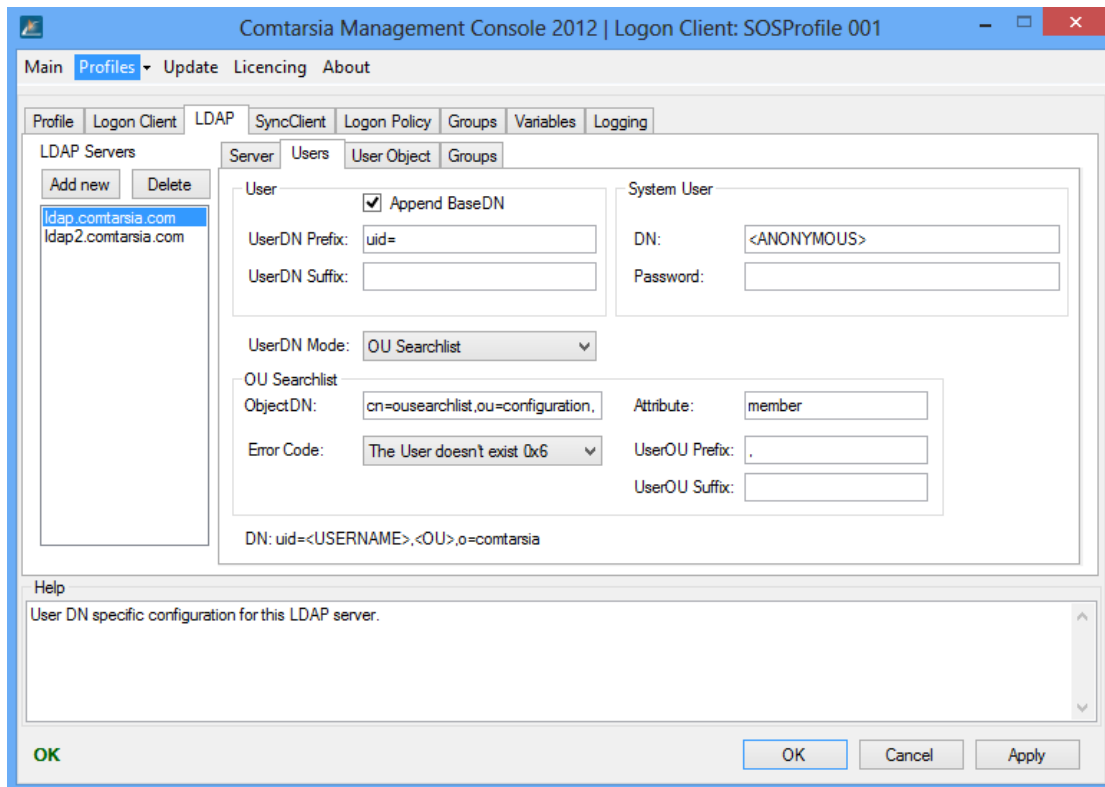 Comtarsia Management Console 2012 | Logon Client: SOSProfile 001
Main Profiles Update Licencing About
Profile Logon Client LDAP SyncClient Logon Policy Groups Variables Logging
LDAP Servers
Add new Delete
ldap.comtarsia.com
ldap2.comtarsia.com
Server Users User Object Groups
User
Append BaseDN
UserDN Prefix: uid=
UserDN Suffix:
System User
DN: <ANONYMOUS>
Password:
UserDN Mode: OU Searchlist
OU Searchlist
ObjectDN: cn=ousearchlist,ou=configuration, Attribute: member
Error Code: The User doesn't exist 0x6 UserOU Prefix: ,
UserOU Suffix:
DN: uid=<USERNAME>,<OU>,o=comtarsia
Help
User DN specific configuration for this LDAP server.
OK
OK Cancel Apply